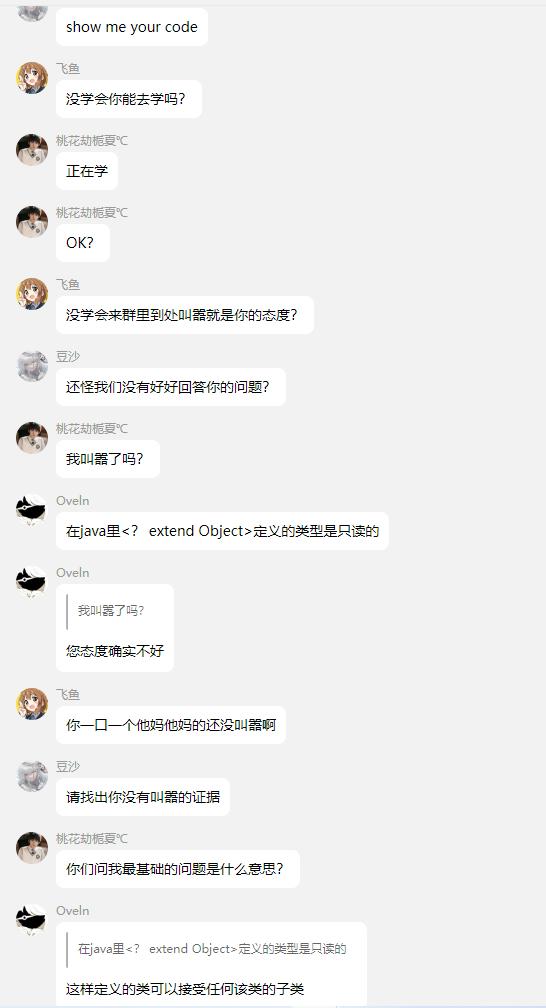 show me your code
飞鱼
没学会你能去学吗？
桃花劫栀夏℃
正在学
桃花劫栀夏℃
OK？
飞鱼
没学会来群里到处叫嚣就是你的态度？
豆沙
还怪我们没有好好回答你的问题？
桃花劫栀夏℃
我叫嚣了吗？
Oveln
在java里<？ extend Object>定义的类型是只读的
Oveln
我叫嚣了吗？
您态度确实不好
飞鱼
你一口一个他妈他妈的还没叫嚣啊
豆沙
请找出你没有叫嚣的证据
桃花劫栀夏℃
你们问我最基础的问题是什么意思？
Oveln
在java里<？ extend Object>定义的类型是只读的
这样定义的类可以接受任何该类的子类